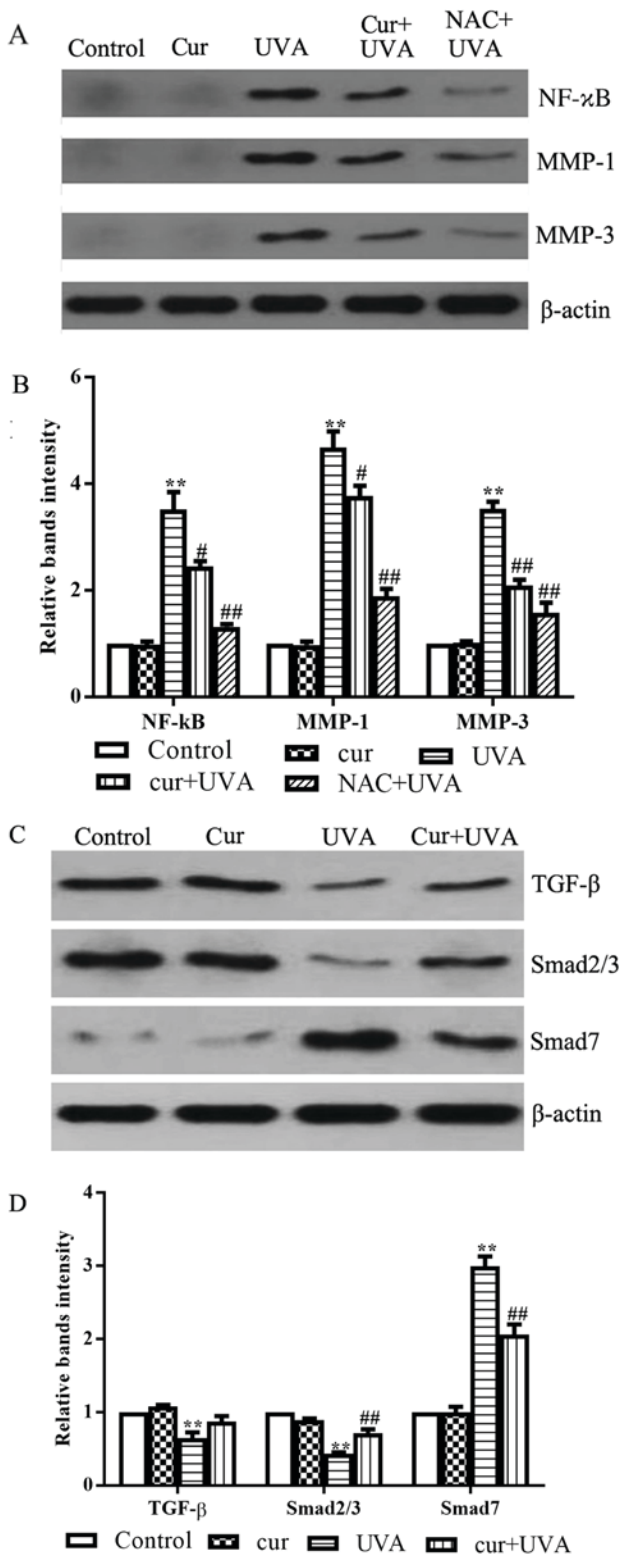 A
Control Cur UVA Cur+ UVA NAC+ UVA
NF-ϰB
MMP-1
MMP-3
β-actin
B
Relative bands intensity
6
4
2
0
** # ##
** # ##
** ## ##
NF-kB MMP-1 MMP-3
Control cur UVA
cur+UVA NAC+UVA
C
Control Cur UVA Cur+UVA
TGF-β
Smad2/3
Smad7
β-actin
D
Relative bands intensity
4
3
2
1
0
**
** ##
** ##
TGF-β Smad2/3 Smad7
Control cur UVA cur+UVA